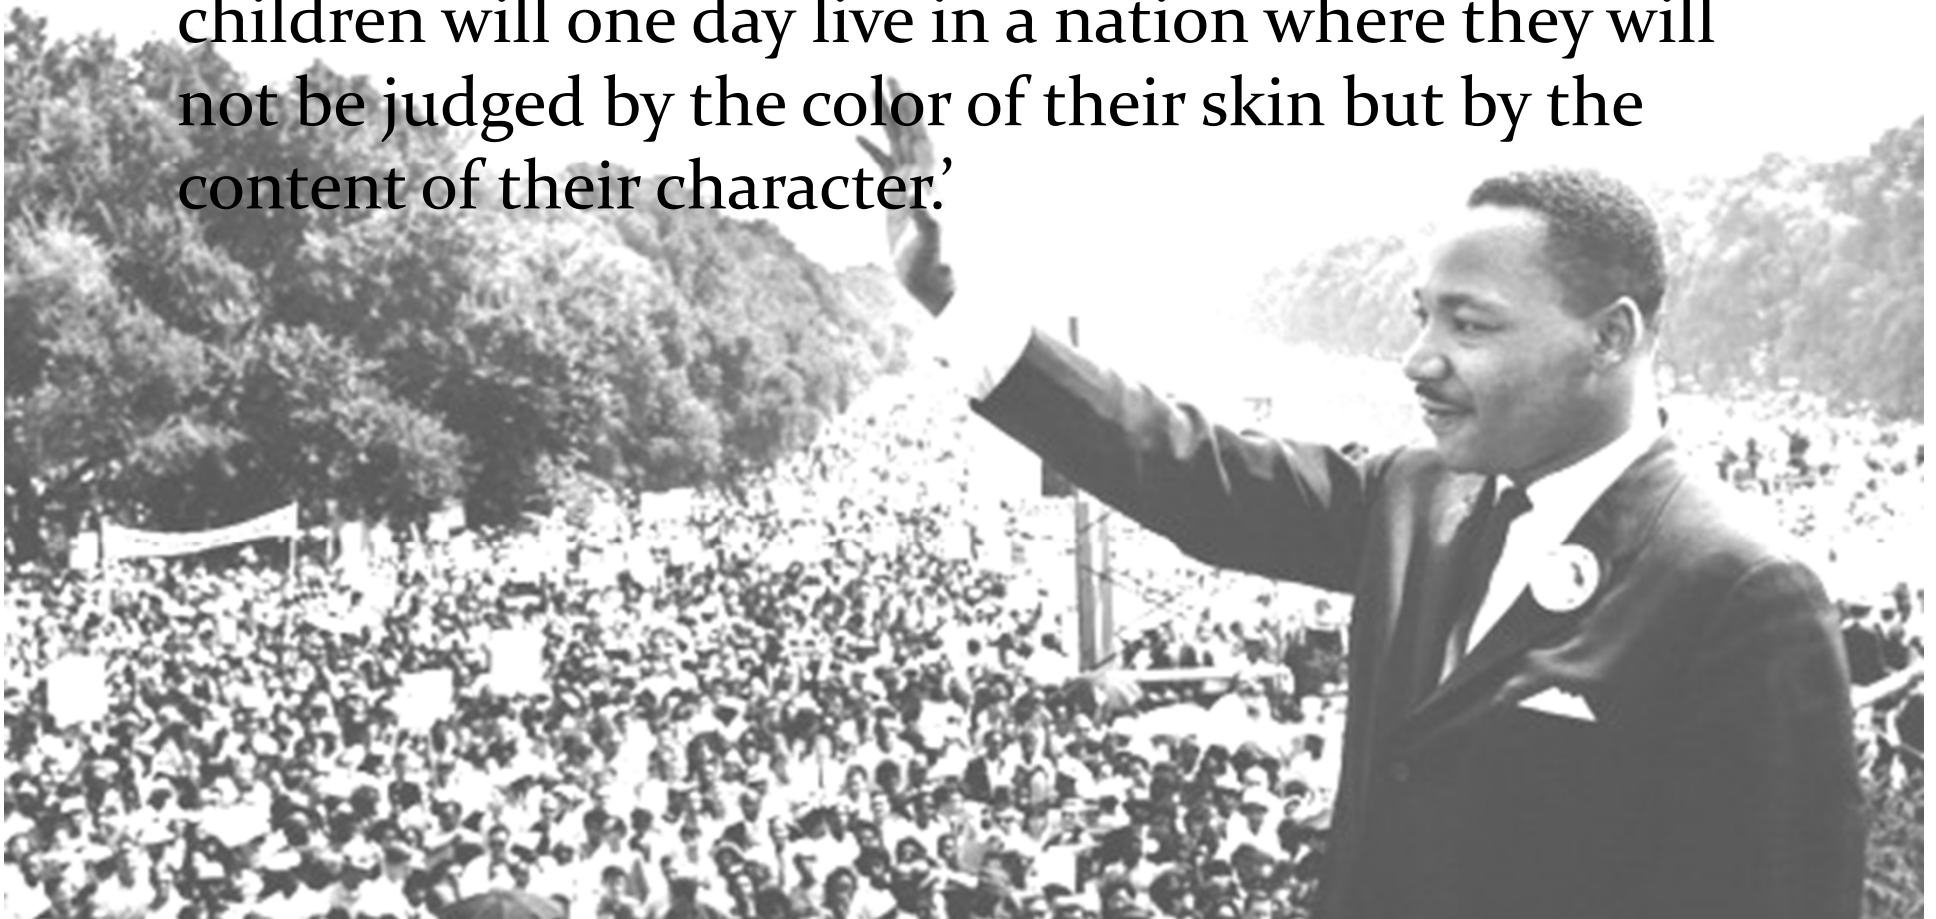 children will one day live in a nation where they will
not be judged by the color of their skin but by the
content of their character.’